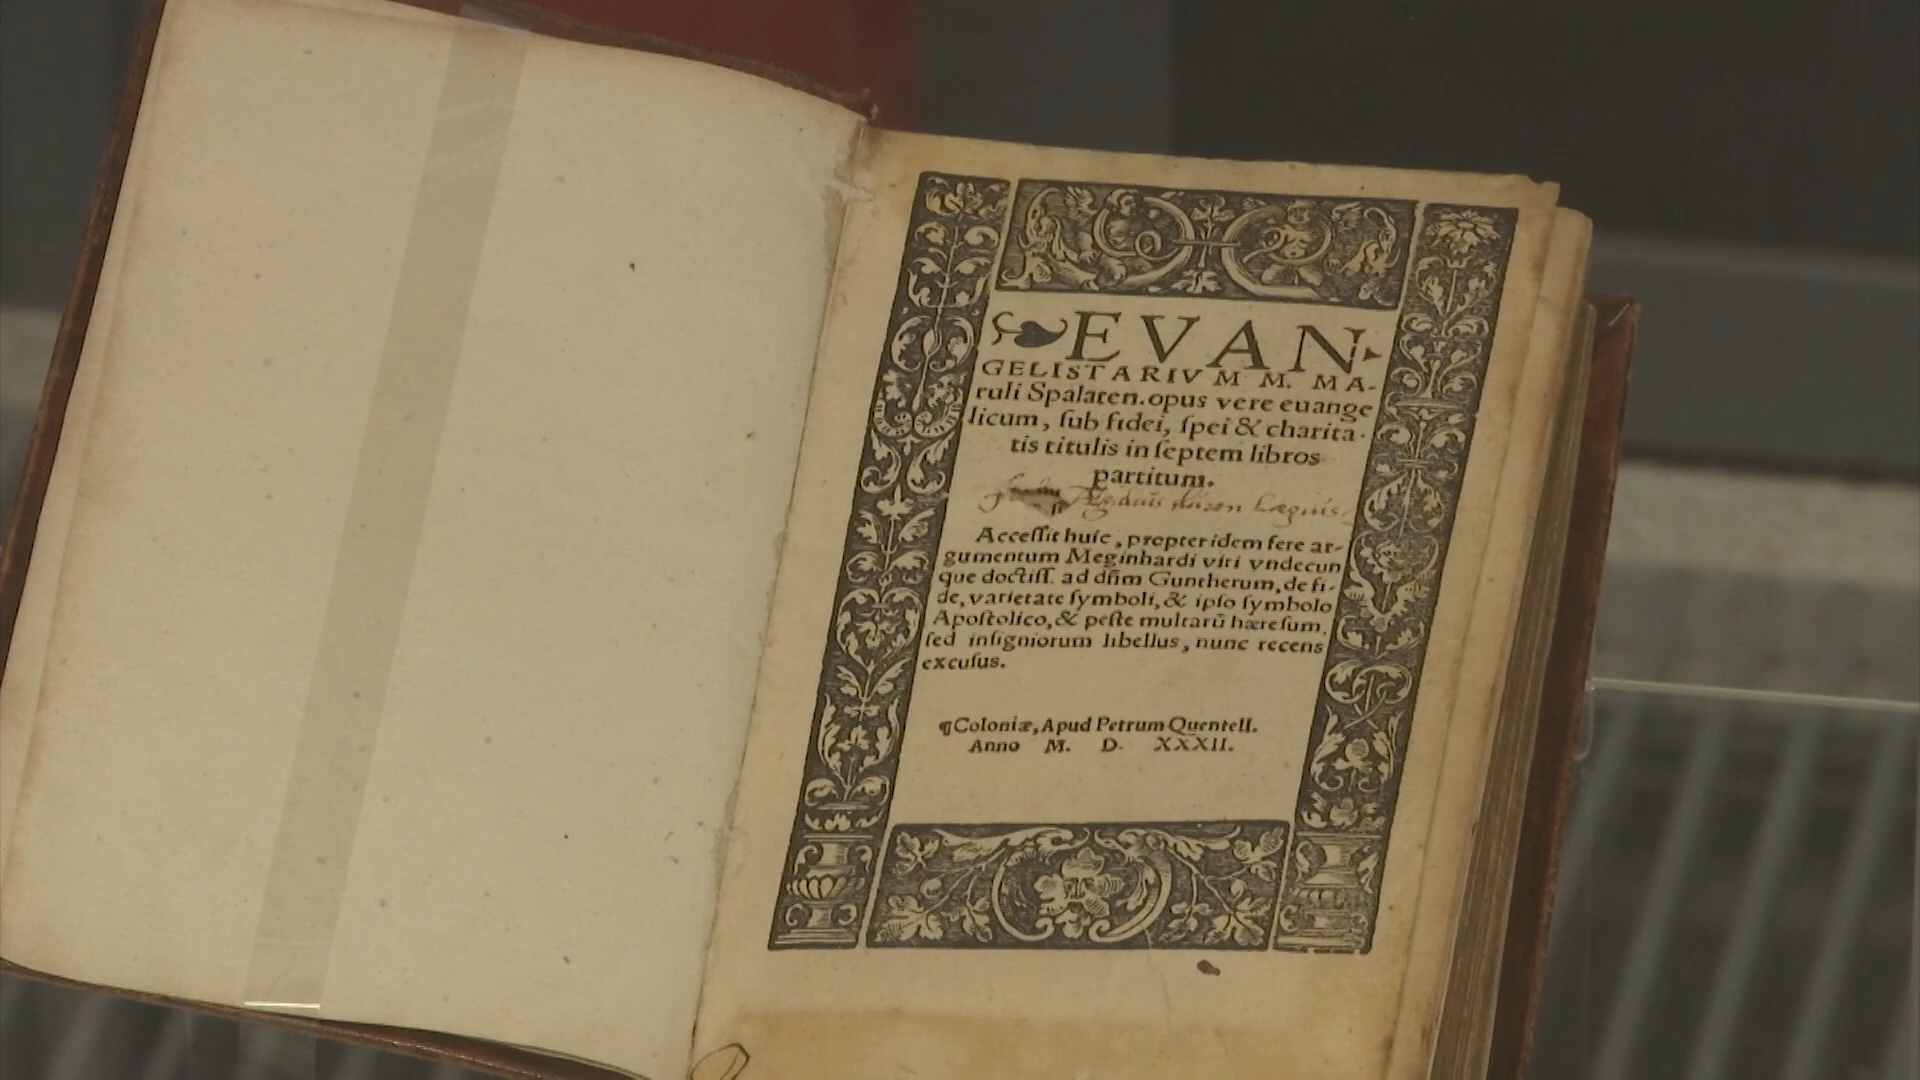 EVAN-
GELISTARIVM M. MA-
ruli Spalaten. opus vere euange
licum, ſub fidei, ſpei & charita-
tis titulis in ſeptem libros
partitum.
Acceſſit huic, propter idem fere ar-
gumentum Meginhardi viri vndecun
que doctiſſ. ad dñm Guntherum, de fi-
de, varietate ſymboli, & ipſo ſymbolo
Apoſtolico, & peſte multarū hæreſum,
ſed inſigniorum libellus, nunc recens
excuſus.
¶Coloniæ, Apud Petrum Quentell.
Anno M. D. XXXII.